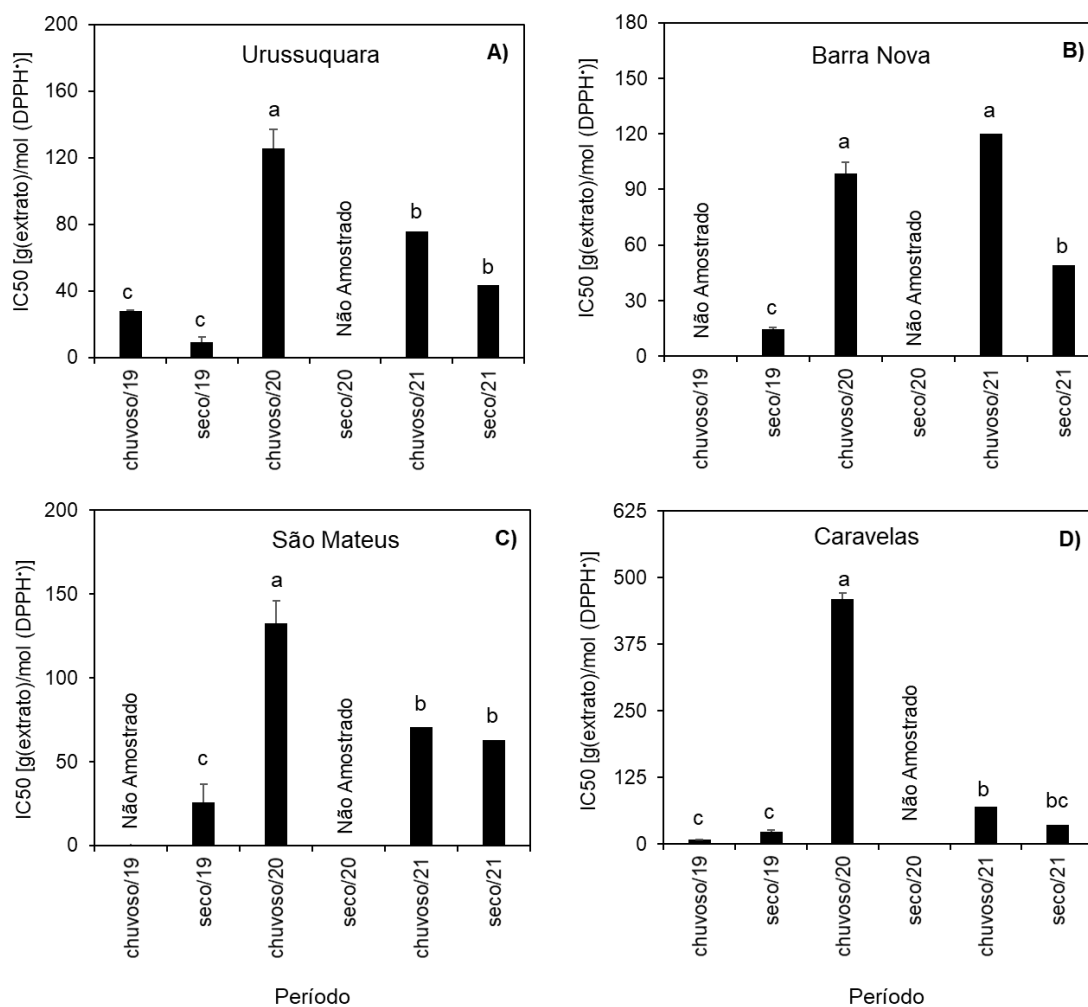 Urussuquara
A)
IC50 [g(extrato)/mol (DPPH•)]
200
160
120
80
40
0
c
c
a
Não Amostrado
b
b
chuvoso/19
seco/19
chuvoso/20
seco/20
chuvoso/21
seco/21
Barra Nova
B)
IC50 [g(extrato)/mol (DPPH•)]
180
150
120
90
60
30
0
Não Amostrado
c
a
Não Amostrado
a
b
chuvoso/19
seco/19
chuvoso/20
seco/20
chuvoso/21
seco/21
São Mateus
C)
IC50 [g(extrato)/mol (DPPH•)]
200
150
100
50
0
Não Amostrado
c
a
Não Amostrado
b
b
chuvoso/19
seco/19
chuvoso/20
seco/20
chuvoso/21
seco/21
Período
Caravelas
D)
IC50 [g(extrato)/mol (DPPH•)]
625
500
375
250
125
0
c
c
a
Não Amostrado
b
bc
chuvoso/19
seco/19
chuvoso/20
seco/20
chuvoso/21
seco/21
Período